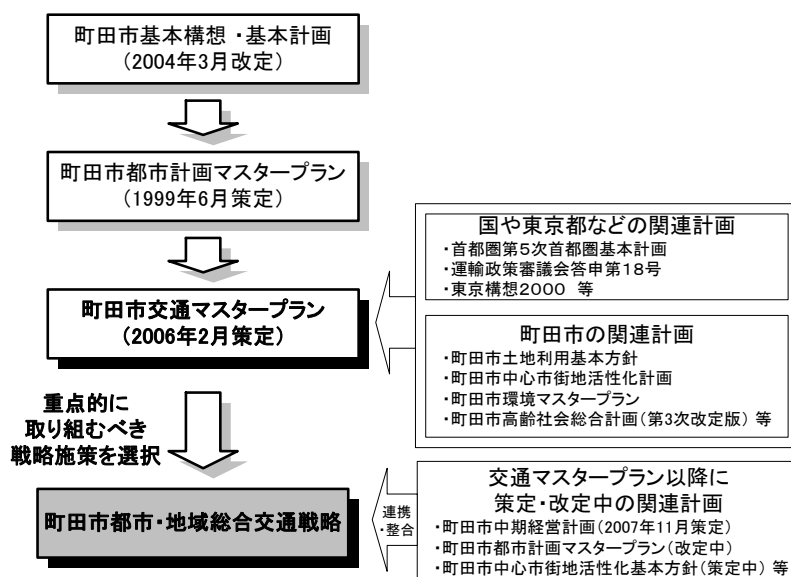 町田市基本構想・基本計画
(2004年3月改定)
町田市都市計画マスタープラン
(1999年6月策定)
町田市交通マスタープラン
(2006年2月策定)
国や東京都などの関連計画
・首都圏第5次首都圏基本計画
・運輸政策審議会答申第18号
・東京構想2000 等
町田市の関連計画
・町田市土地利用基本方針
・町田市中心市街地活性化計画
・町田市環境マスタープラン
・町田市高齢社会総合計画(第3次改定版)等
重点的に
取り組むべき
戦略施策を選択
町田市都市・地域総合交通戦略
連携
・整合
交通マスタープラン以降に
策定・改定中の関連計画
・町田市中期経営計画(2007年11月策定)
・町田市都市計画マスタープラン(改定中)
・町田市中心市街地活性化基本方針(策定中)等